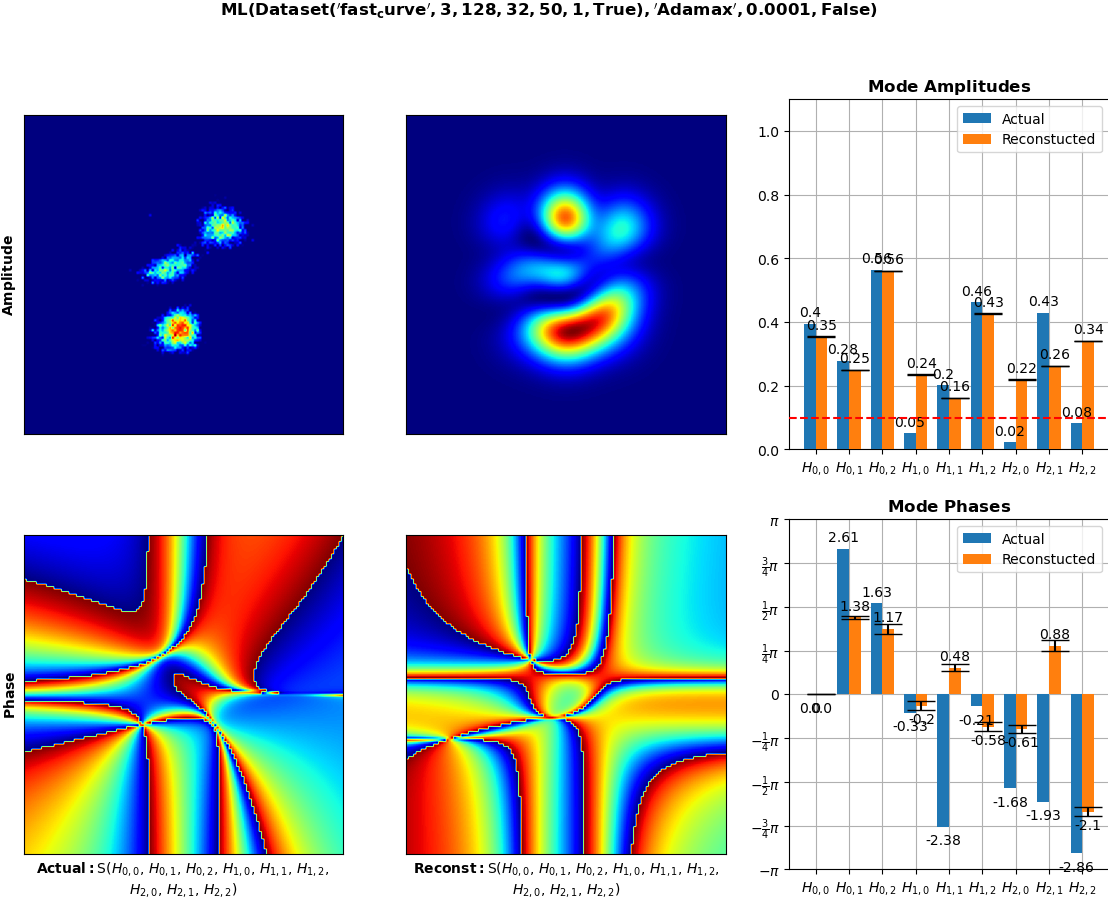 ML(Dataset('fast_curve', 3, 128, 32, 50, 1, True), 'Adamax', 0.0001, False)
Amplitude
Mode Amplitudes
Actual
Reconstucted
1.0
0.8
0.6
0.4
0.2
0.0
0.4
0.35
0.28
0.25
0.56
0.56
0.05
0.24
0.2
0.16
0.46
0.43
0.02
0.22
0.43
0.26
0.08
0.34
H0,0 H0,1 H0,2 H1,0 H1,1 H1,2 H2,0 H2,1 H2,2
Phase
Actual: S(H0,0, H0,1, H0,2, H1,0, H1,1, H1,2,
H2,0, H2,1, H2,2)
Reconst: S(H0,0, H0,1, H0,2, H1,0, H1,1, H1,2,
H2,0, H2,1, H2,2)
Mode Phases
Actual
Reconstucted
π
3/4π
1/2π
1/4π
0
−1/4π
−1/2π
−3/4π
−π
0.0
0.0
2.61
1.38
1.63
1.17
-0.33
-0.2
-2.38
0.48
-0.21
-0.58
-1.68
-0.61
-1.93
0.88
-2.86
-2.1
H0,0 H0,1 H0,2 H1,0 H1,1 H1,2 H2,0 H2,1 H2,2